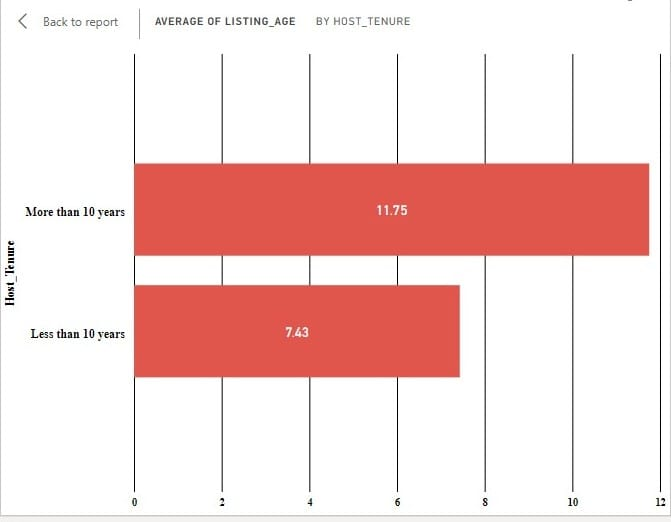 Back to report
AVERAGE OF LISTING_AGE BY HOST_TENURE
Host_Tenure
More than 10 years
11.75
Less than 10 years
7.43
0 2 4 6 8 10 12